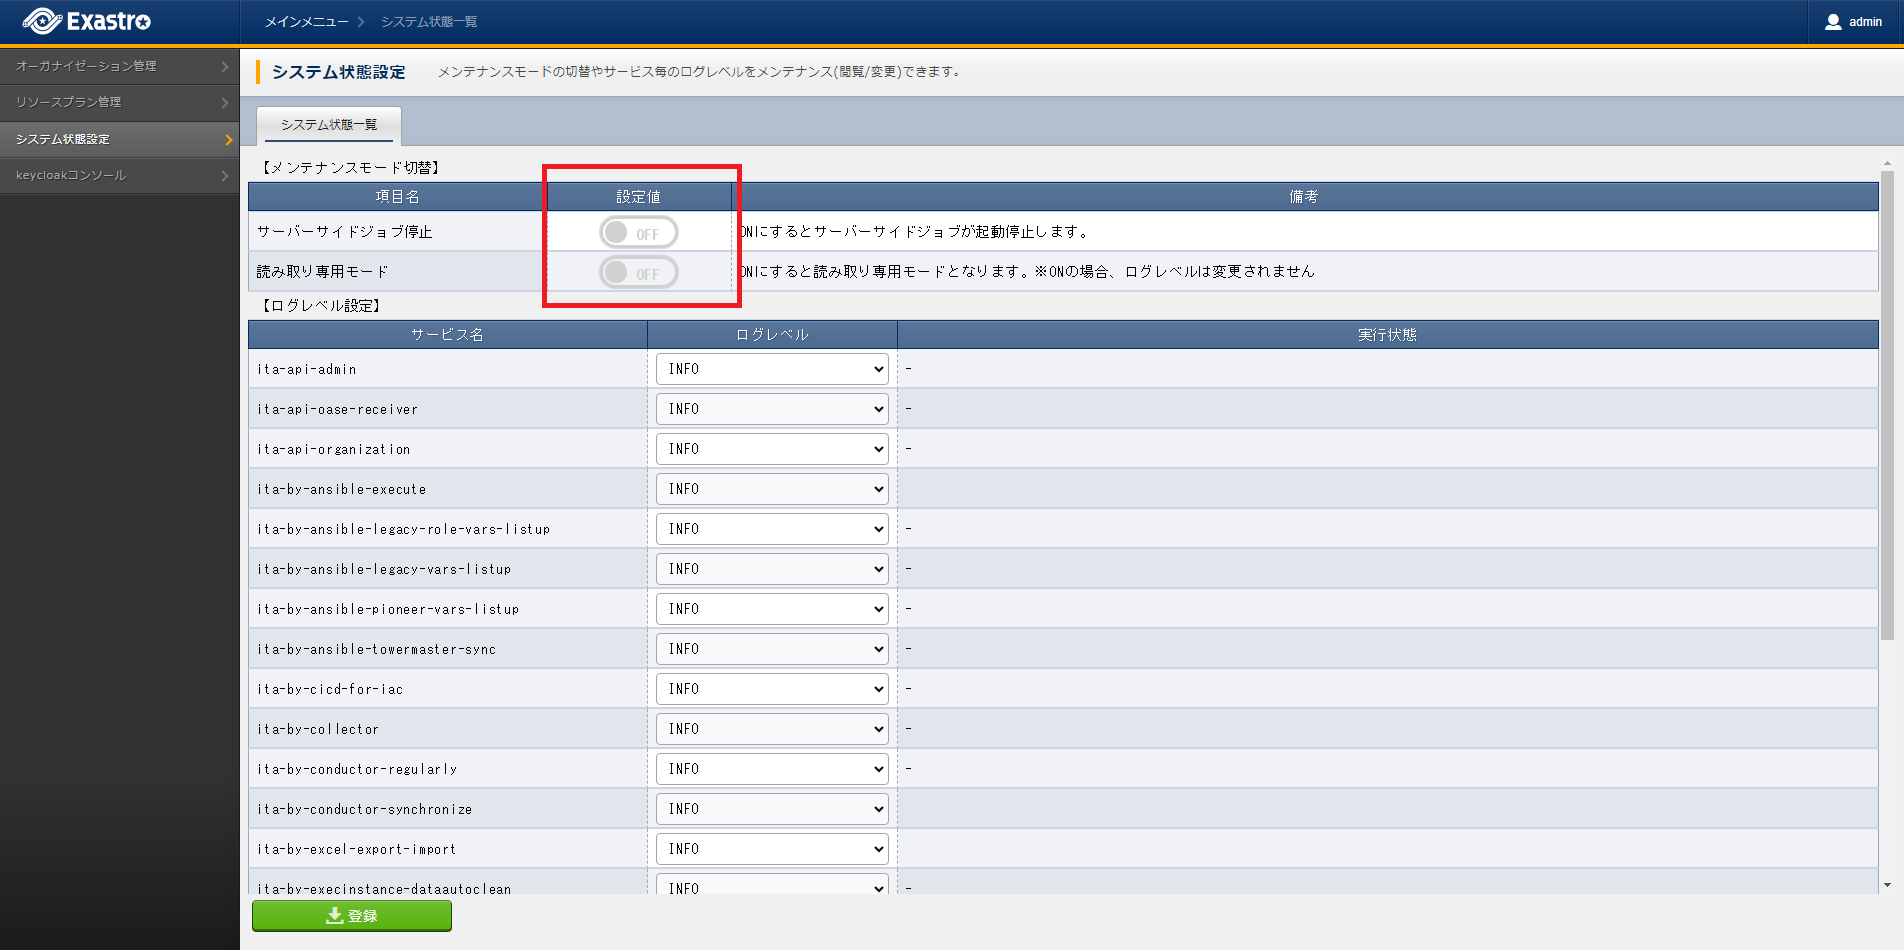 Exastro
メインメニュー
システム状態一覧
admin
オーガナイゼーション管理
リソースプラン管理
システム状態設定
keycloakコンソール
システム状態設定 メンテナンスモードの切替やサービス毎のログレベルをメンテナンス(閲覧/変更)できます。
システム状態一覧
【メンテナンスモード切替】
項目名 設定値 備考
サーバーサイドジョブ停止 OFF ONにするとサーバーサイドジョブが起動停止します。
読み取り専用モード OFF ONにすると読み取り専用モードとなります。※ONの場合、ログレベルは変更されません
【ログレベル設定】
サービス名 ログレベル 実行状態
ita-api-admin INFO -
ita-api-oase-receiver INFO -
ita-api-organization INFO -
ita-by-ansible-execute INFO
ita-by-ansible-legacy-role-vars-listup INFO -
ita-by-ansible-legacy-vars-listup INFO -
ita-by-ansible-pioneer-vars-listup INFO -
ita-by-ansible-towermaster-sync INFO -
ita-by-cicd-for-iac INFO -
ita-by-collector INFO -
ita-by-conductor-regularly INFO -
ita-by-conductor-synchronize INFO
ita-by-excel-export-import INFO
ita-by-execinstance-dataautoclean INFO -
登録